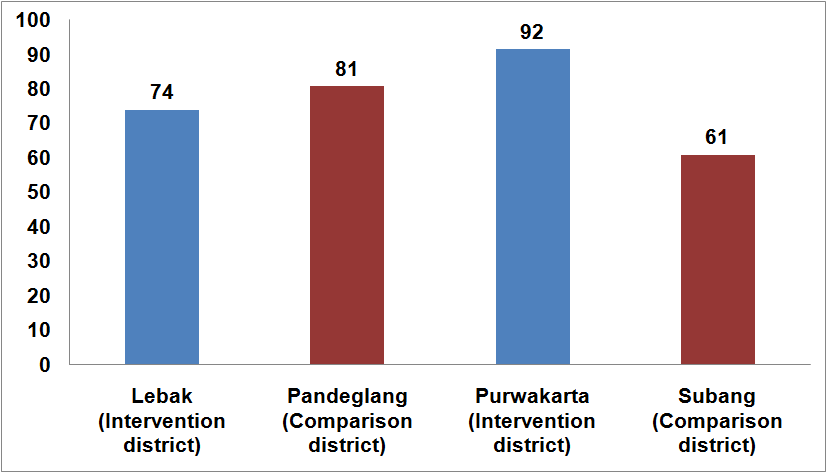 100
90
80
70
60
50
40
30
20
10
0
74
81
92
61
Lebak
(Intervention
district)
Pandeglang
(Comparison
district)
Purwakarta
(Intervention
district)
Subang
(Comparison
district)